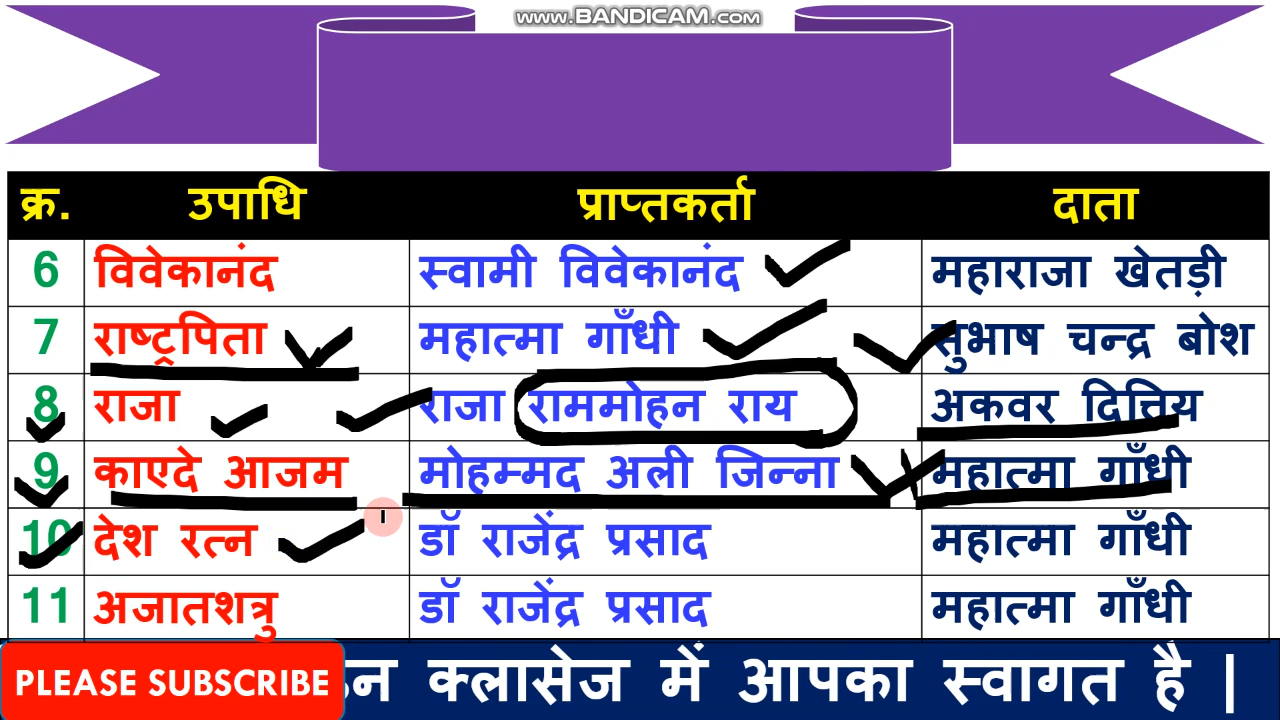 www.BANDICAM.com
क्र. उपाधि प्राप्तकर्ता दाता
6 विवेकानंद स्वामी विवेकानंद महाराजा खेतड़ी
7 राष्ट्रपिता महात्मा गाँधी सुभाष चन्द्र बोश
8 राजा राजा राममोहन राय अकवर दित्तिय
9 काएदे आजम मोहम्मद अली जिन्ना महात्मा गाँधी
10 देश रत्न डॉ राजेंद्र प्रसाद महात्मा गाँधी
11 अजातशत्रु डॉ राजेंद्र प्रसाद महात्मा गाँधी
PLEASE SUBSCRIBE क्लासेज में आपका स्वागत है |